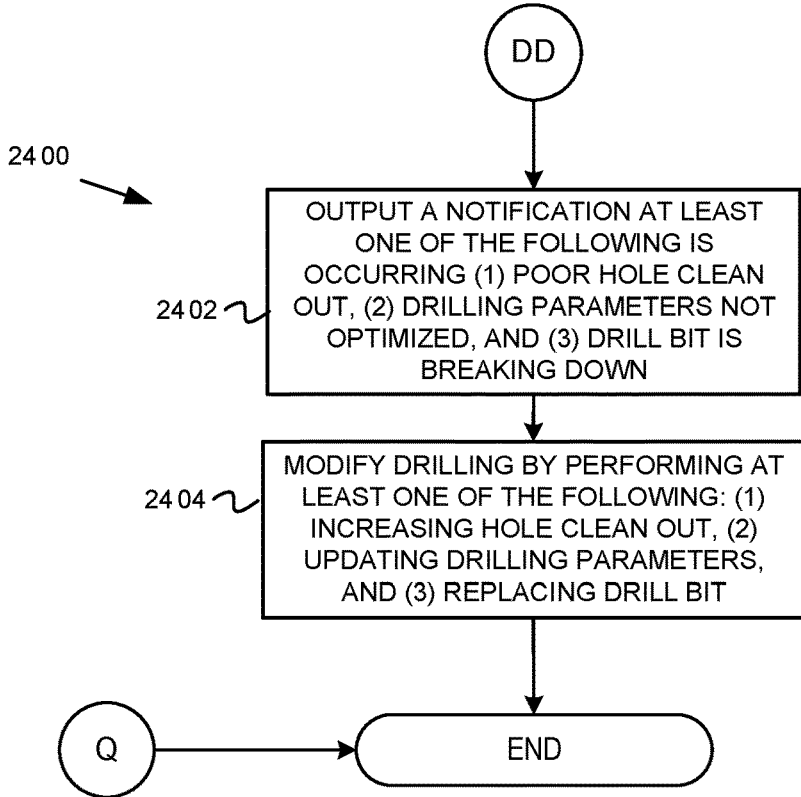 DD
2400
OUTPUT A NOTIFICATION AT LEAST
ONE OF THE FOLLOWING IS
OCCURRING (1) POOR HOLE CLEAN
OUT, (2) DRILLING PARAMETERS NOT
OPTIMIZED, AND (3) DRILL BIT IS
BREAKING DOWN
2402
MODIFY DRILLING BY PERFORMING AT
LEAST ONE OF THE FOLLOWING: (1)
INCREASING HOLE CLEAN OUT, (2)
UPDATING DRILLING PARAMETERS,
AND (3) REPLACING DRILL BIT
2404
Q
END